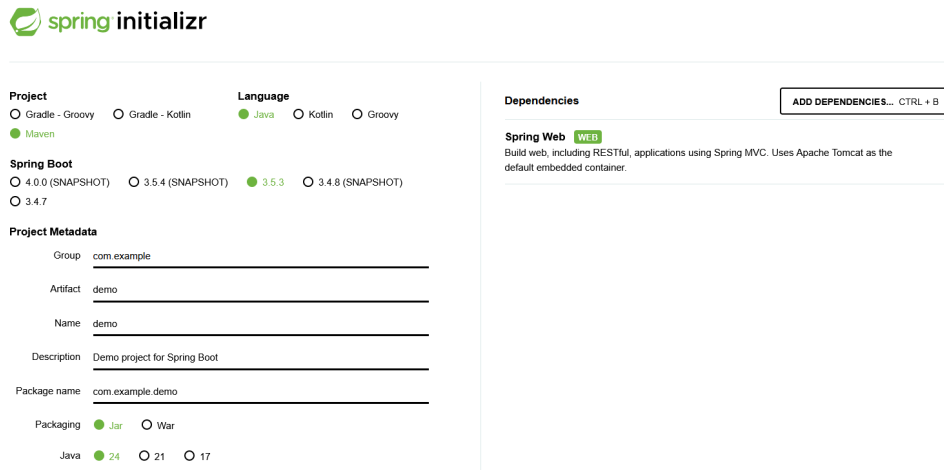 spring initializr
Project
Gradle - Groovy Gradle - Kotlin
Maven
Language
Java Kotlin Groovy
Spring Boot
4.0.0 (SNAPSHOT) 3.5.4 (SNAPSHOT) 3.5.3 3.4.8 (SNAPSHOT)
3.4.7
Project Metadata
Group com.example
Artifact demo
Name demo
Description Demo project for Spring Boot
Package name com.example.demo
Packaging Jar War
Java 24 21 17
Dependencies ADD DEPENDENCIES... CTRL + B
Spring Web WEB
Build web, including RESTful, applications using Spring MVC. Uses Apache Tomcat as the
default embedded container.